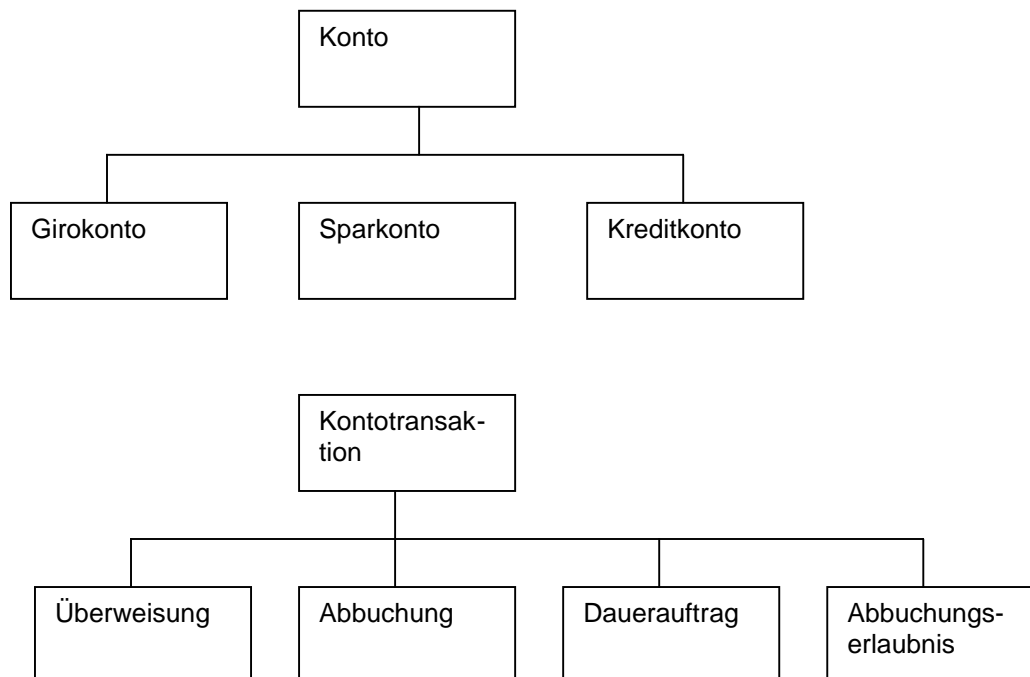 Konto
Girokonto
Sparkonto
Kreditkonto
Kontotransak-
tion
Überweisung
Abbuchung
Dauerauftrag
Abbuchungs-
erlaubnis